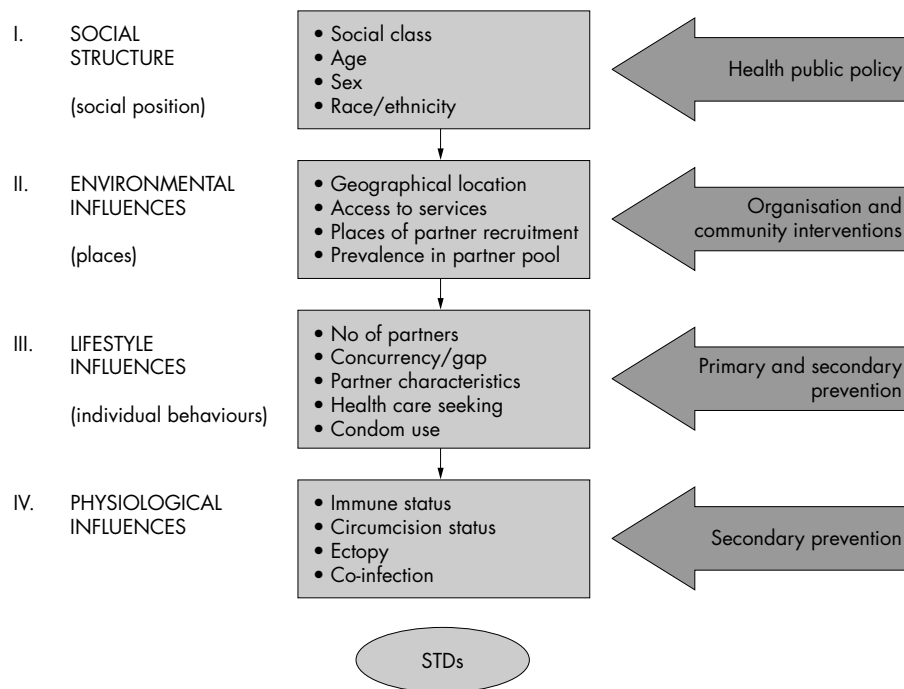 I. SOCIAL
STRUCTURE
(social position)
• Social class
• Age
• Sex
• Race/ethnicity
Health public policy
II. ENVIRONMENTAL
INFLUENCES
(places)
• Geographical location
• Access to services
• Places of partner recruitment
• Prevalence in partner pool
Organisation and
community interventions
III. LIFESTYLE
INFLUENCES
(individual behaviours)
• No of partners
• Concurrency/gap
• Partner characteristics
• Health care seeking
• Condom use
Primary and secondary
prevention
IV. PHYSIOLOGICAL
INFLUENCES
• Immune status
• Circumcision status
• Ectopy
• Co-infection
Secondary prevention
STDs